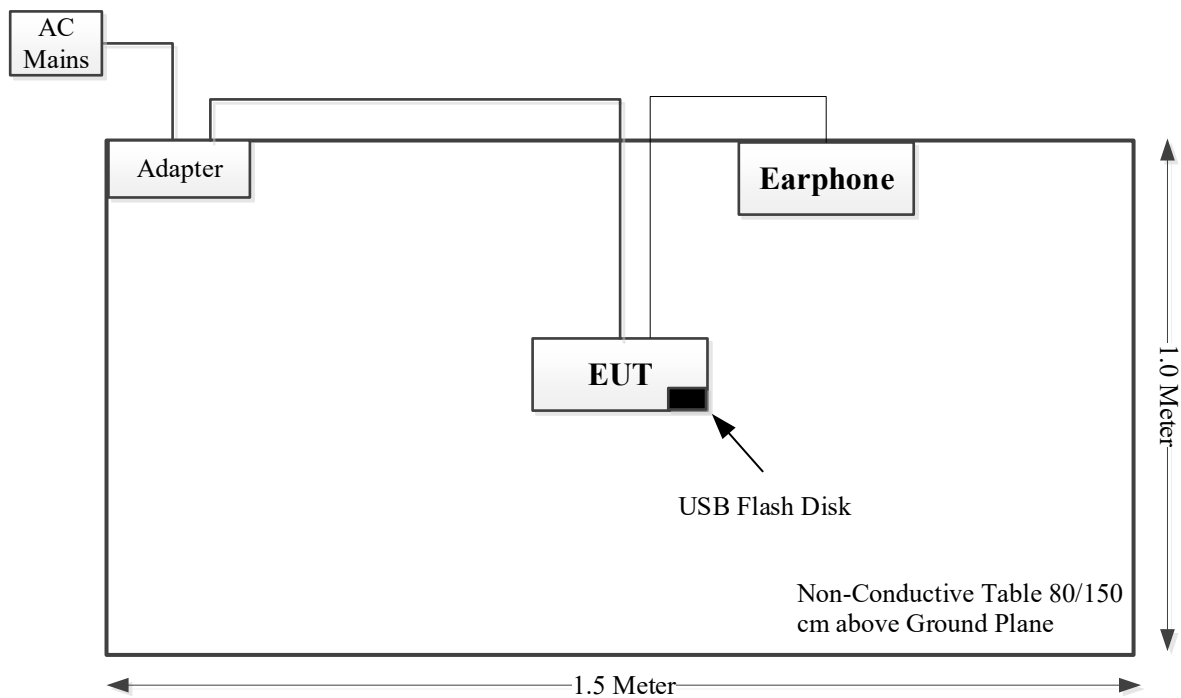 AC
Mains
Adapter
Earphone
EUT
USB Flash Disk
1.0 Meter
Non-Conductive Table 80/150
cm above Ground Plane
1.5 Meter